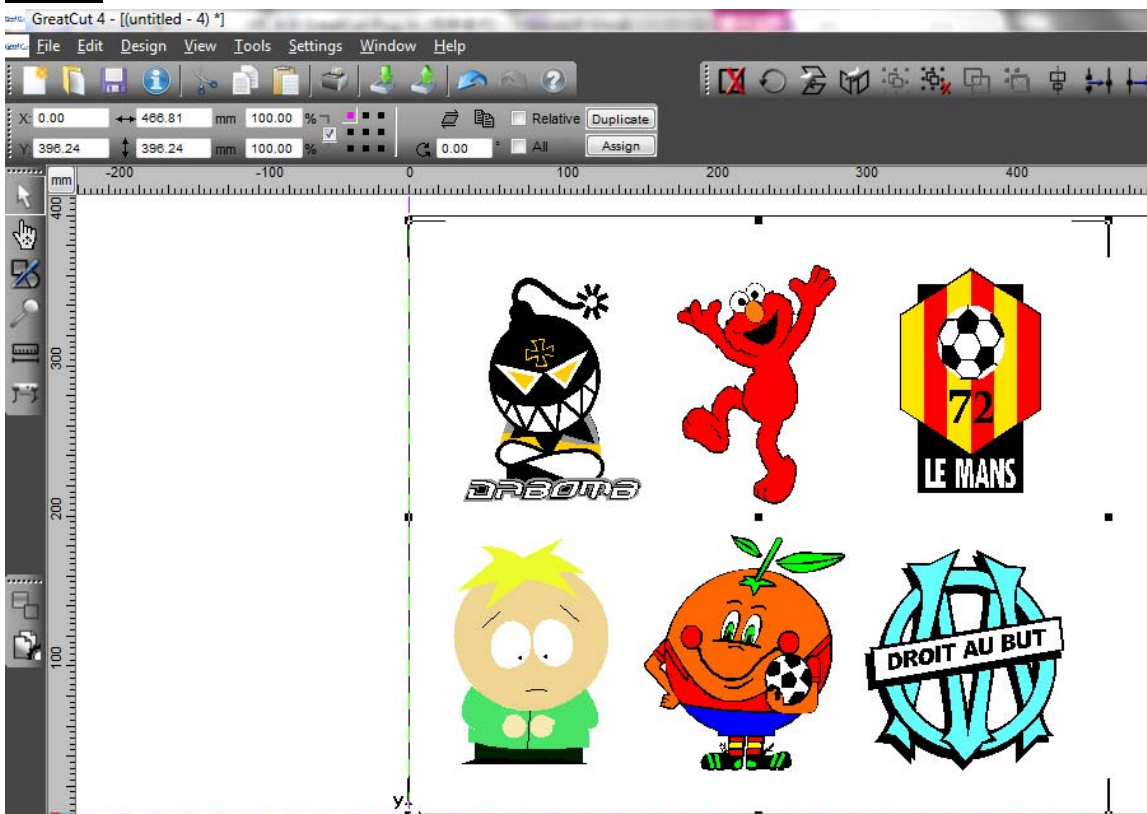 GreatCut 4 - [(untitled - 4) *]
File Edit Design View Tools Settings Window Help
X: 0.00 466.81 mm 100.00 % Relative Duplicate
Y: 396.24 396.24 mm 100.00 % 0.00 ° All Assign
mm -200 -100 0 100 200 300 400
400
300
200
100
72
LE MANS
DRBOMB
DROIT AU BUT
Y